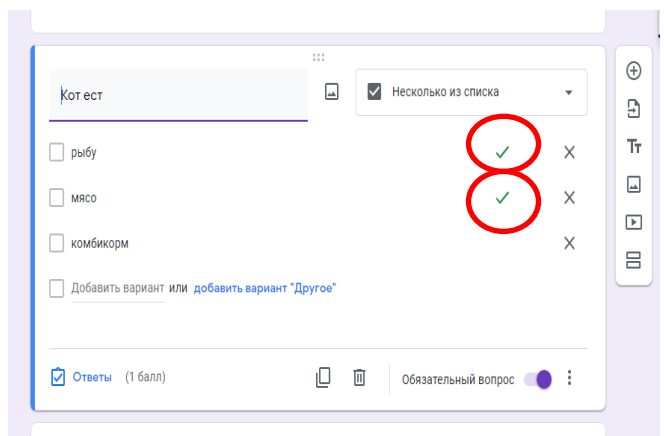 Кот ест
Несколько из списка
рыбу
мясо
комбикорм
Добавить вариант или добавить вариант "Другое"
Ответы (1 балл)
Обязательный вопрос
Тт